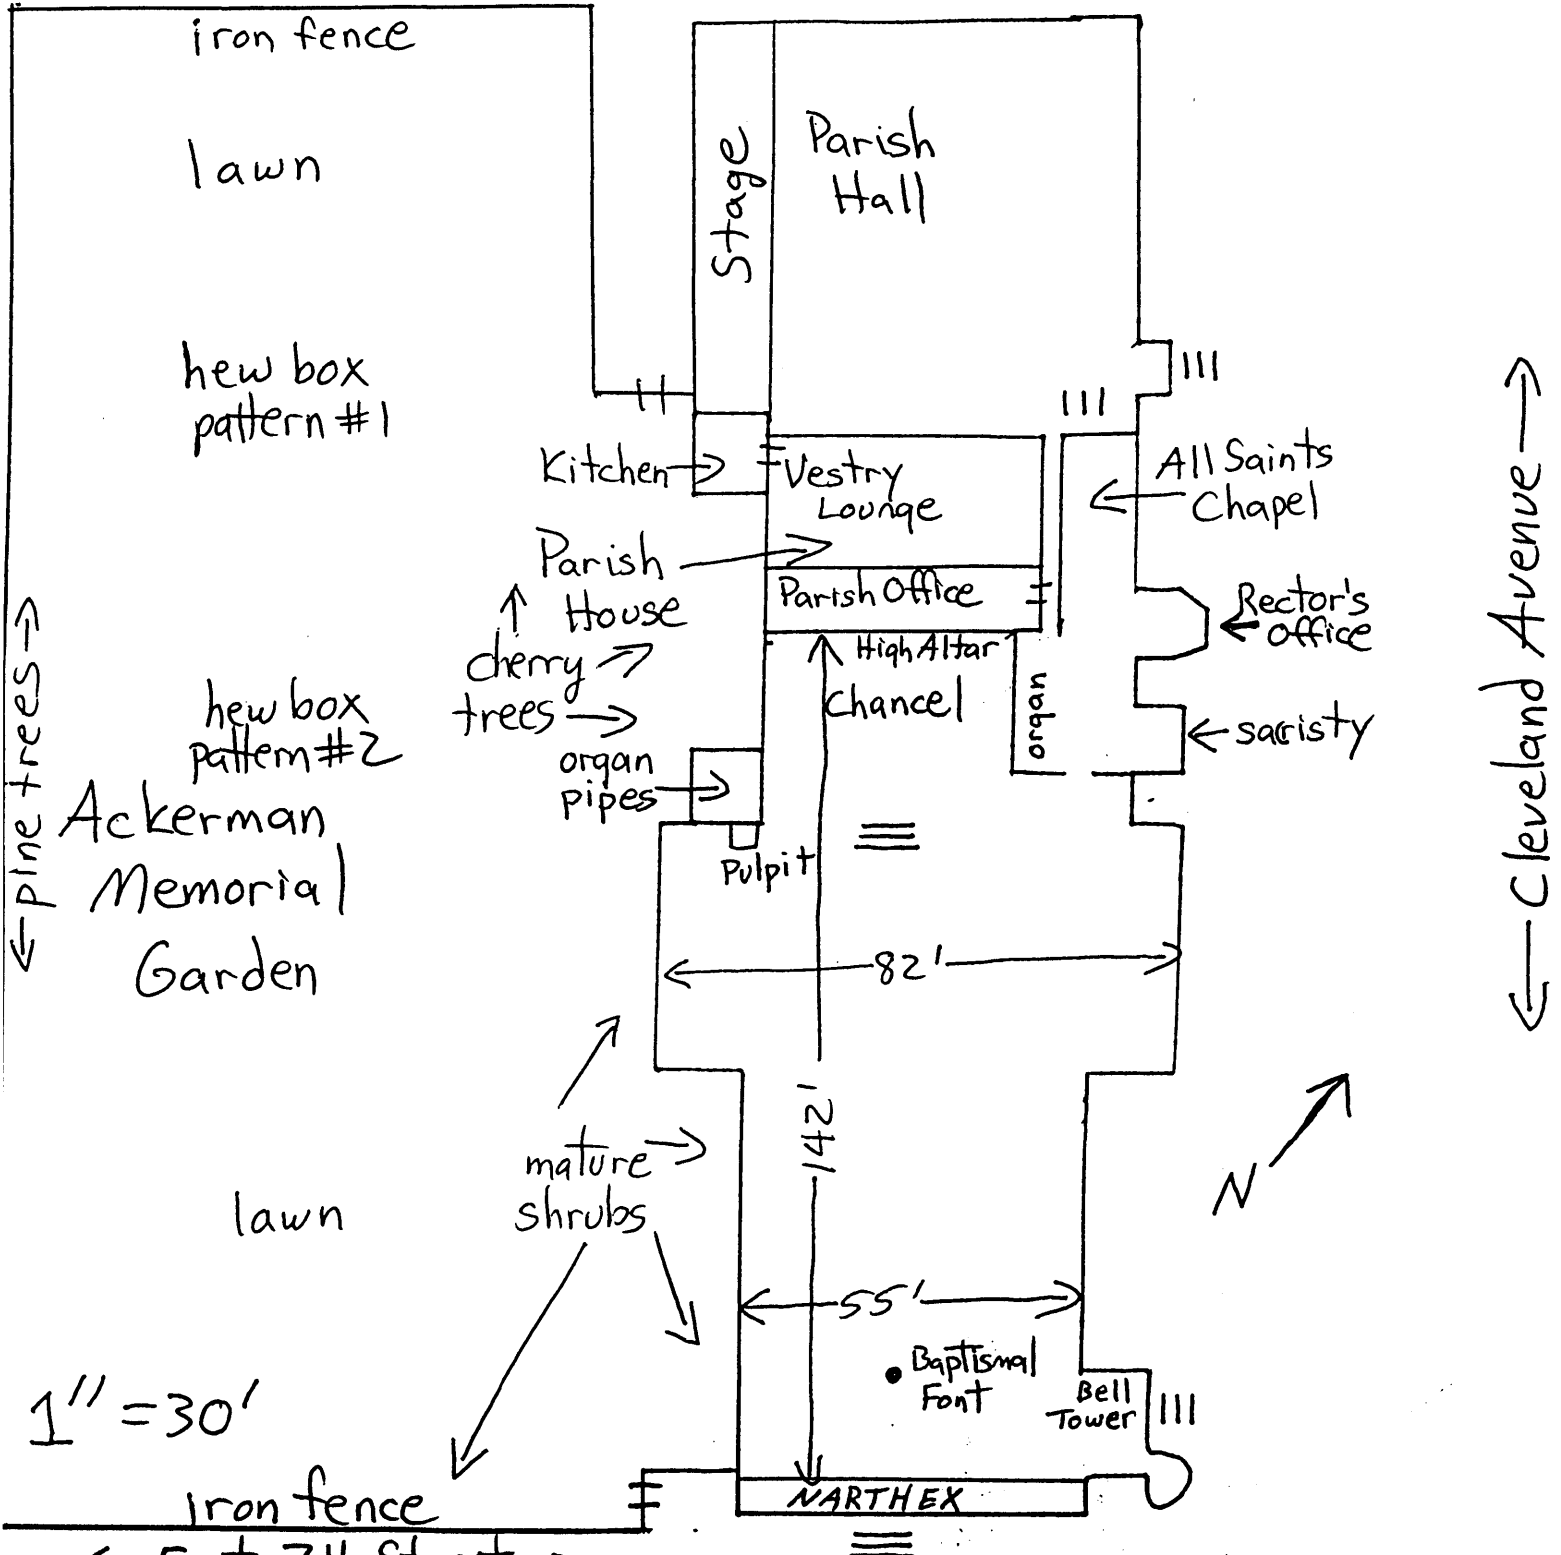 iron fence
lawn
Stage
Parish
Hall
hew box
pattern #1
Kitchen
Vestry
Lounge
All Saints
Chapel
Parish
House
Parish Office
Rector's
office
cherry
trees
High Altar
Chancel
organ
sacristy
hew box
pattern #2
organ
pipes
pine trees
Ackerman
Memorial
Garden
Pulpit
Cleveland Avenue
82'
142'
N
mature
shrubs
lawn
55'
Baptismal
Font
Bell
Tower
1" = 30'
iron fence
NARTHEX